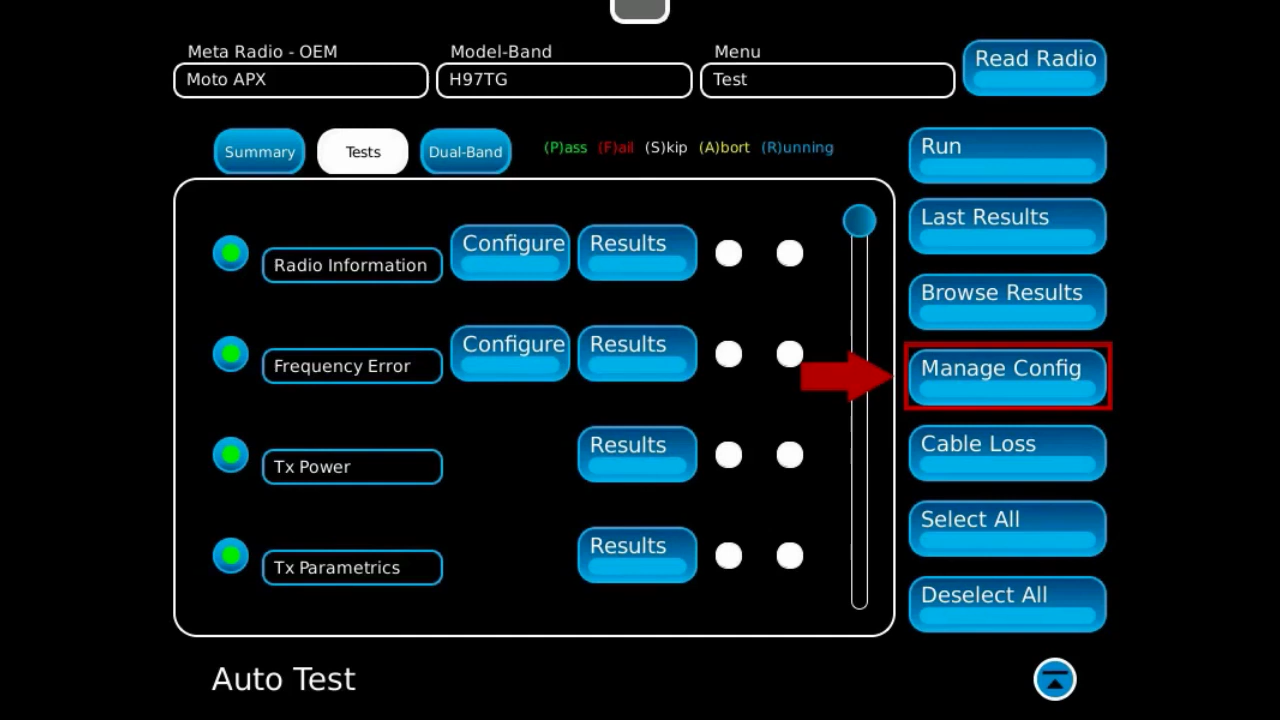 Meta Radio - OEM
Model-Band
Menu
Read Radio
Moto APX
H97TG
Test
Summary
Tests
Dual-Band
(P)ass (F)ail (S)kip (A)bort (R)unning
Run
Last Results
Browse Results
Manage Config
Cable Loss
Select All
Deselect All
Radio Information
Configure
Results
Frequency Error
Configure
Results
Tx Power
Results
Tx Parametrics
Results
Auto Test